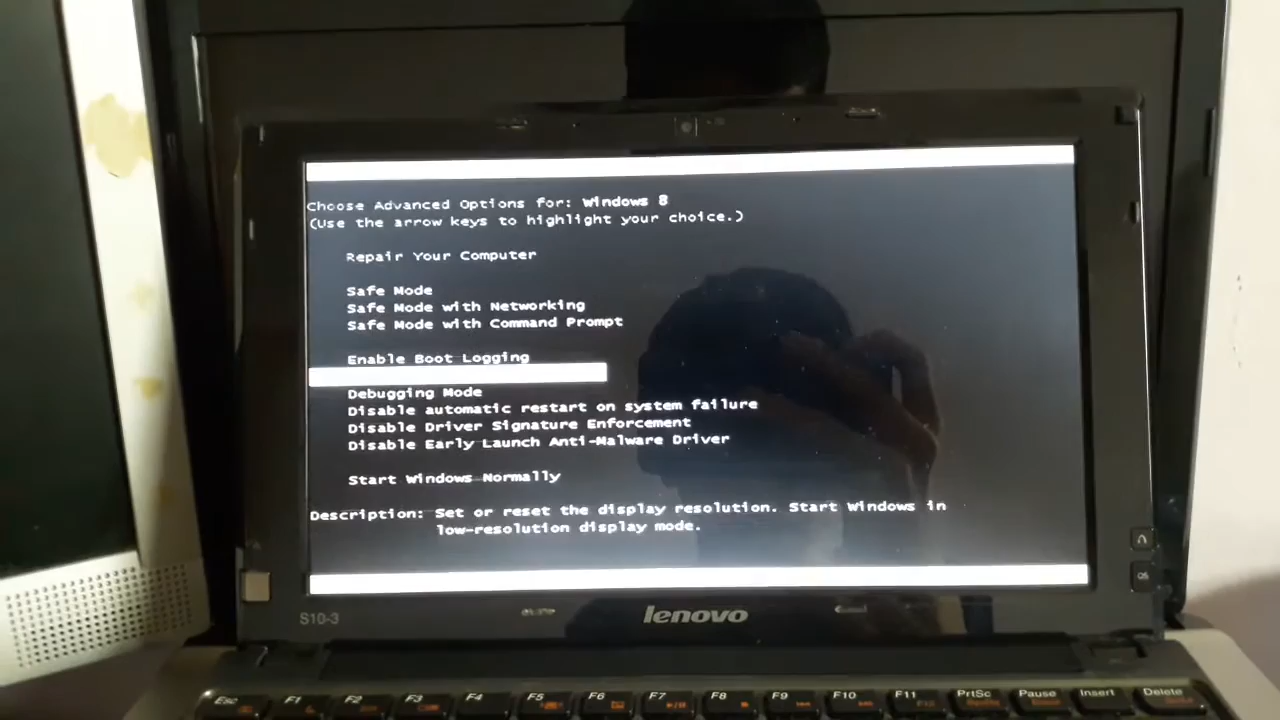 Choose Advanced Options for: Windows 8
(Use the arrow keys to highlight your choice.)
Repair Your Computer
Safe Mode
Safe Mode with Networking
Safe Mode with Command Prompt
Enable Boot Logging
Debugging Mode
Disable automatic restart on system failure
Disable Driver Signature Enforcement
Disable Early Launch Anti-Malware Driver
Start Windows Normally
Description: Set or reset the display resolution. Start Windows in
low-resolution display mode.
S10-3
lenovo
Esc F1 F2 F3 F4 F5 F6 F7 F8 F9 F10 F11 PrtSc Pause Insert Delete